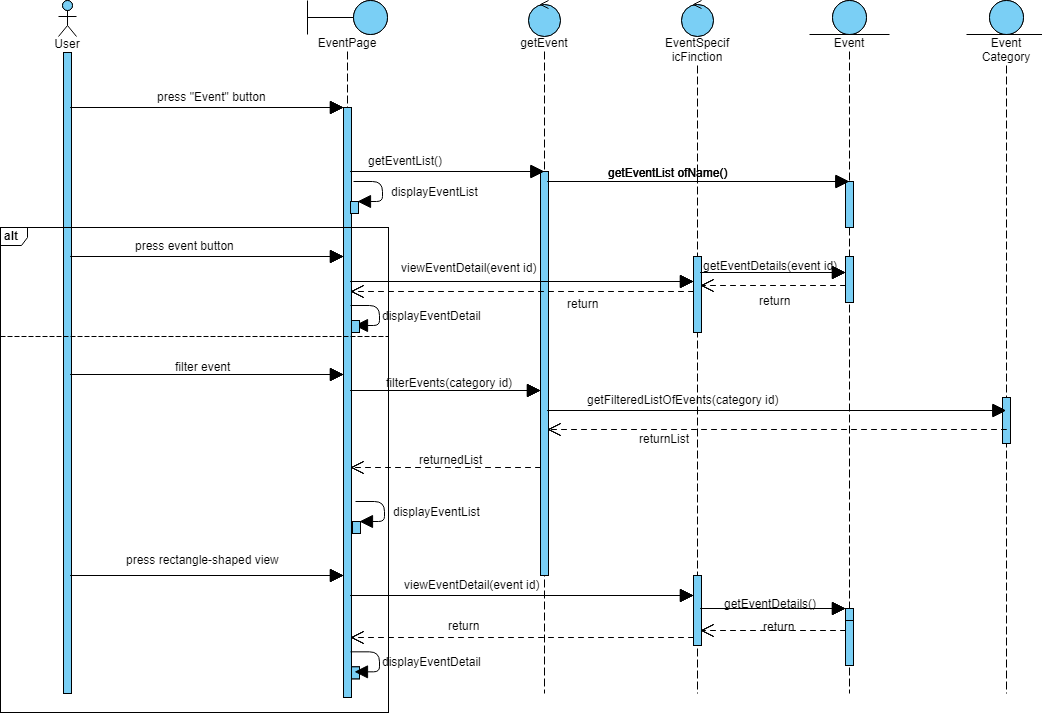 User
EventPage
getEvent
EventSpecif
icFinction
Event
Event
Category
press "Event" button
getEventList()
getEventList ofName()
displayEventList
alt
press event button
viewEventDetail(event id)
getEventDetails(event id)
return
return
displayEventDetail
filter event
filterEvents(category id)
getFilteredListOfEvents(category id)
returnList
returnedList
displayEventList
press rectangle-shaped view
viewEventDetail(event id)
getEventDetails()
return
return
displayEventDetail